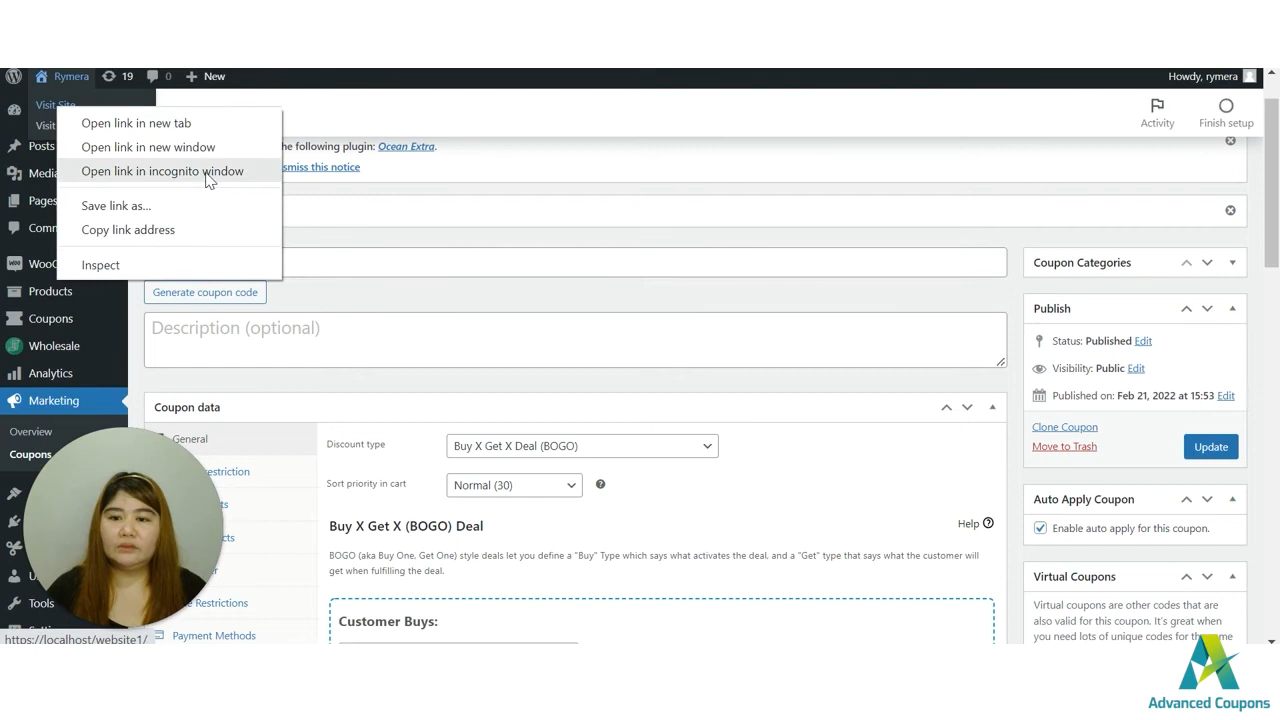 Rymera
19
0
New
Howdy, rymera
Visit Site
Visit
Open link in new tab
Open link in new window
Open link in incognito window
Save link as...
Copy link address
Inspect
Activity
Finish setup
he following plugin: Ocean Extra.
smiss this notice
Posts
Media
Pages
Comm
WooC
Products
Coupons
Wholesale
Analytics
Marketing
Overview
Coupons
Tools
Generate coupon code
Description (optional)
Coupon data
General
estriction
Restrictions
Payment Methods
Discount type
Buy X Get X Deal (BOGO)
Sort priority in cart
Normal (30)
Buy X Get X (BOGO) Deal
Help
BOGO (aka Buy One, Get One) style deals let you define a "Buy" Type which says what activates the deal, and a "Get" type that says what the customer will
get when fulfilling the deal.
Customer Buys:
Coupon Categories
Publish
Status: Published Edit
Visibility: Public Edit
Published on: Feb 21, 2022 at 15:53 Edit
Clone Coupon
Move to Trash
Update
Auto Apply Coupon
Enable auto apply for this coupon.
Virtual Coupons
Virtual coupons are other codes that are
also valid for this coupon. It's great when
you need lots of unique codes for the same
https://localhost/website1/
Advanced Coupons